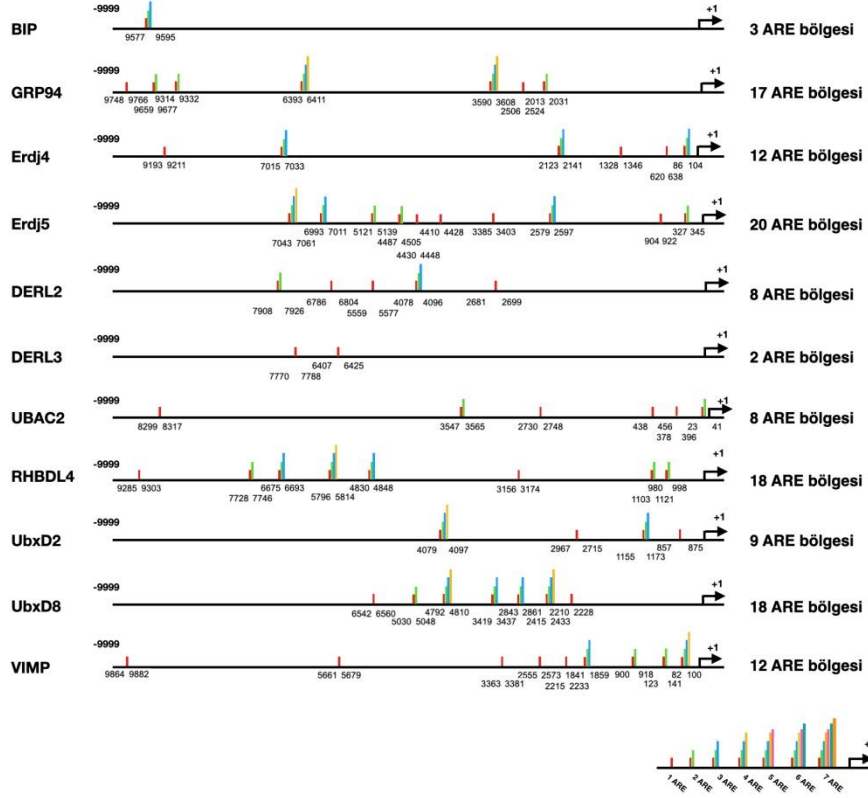 -9999 +1
BIP 3 ARE bölgesi
9577 9595
-9999 +1
GRP94 17 ARE bölgesi
9748 9766 9314 9332 6393 6411 3590 3608 2013 2031
9659 9677 2506 2524
-9999 +1
Erdj4 12 ARE bölgesi
9193 9211 7015 7033 2123 2141 1328 1346 86 104
620 638
-9999 +1
Erdj5 20 ARE bölgesi
6993 7011 5121 5139 4410 4428 3385 3403 2579 2597 327 345
7043 7061 4487 4505 904 922
4430 4448
-9999 +1
DERL2 8 ARE bölgesi
7908 7926 6786 6804 4078 4096 2681 2699
5559 5577
-9999 +1
DERL3 2 ARE bölgesi
6407 6425
7770 7788
-9999 +1
UBAC2 8 ARE bölgesi
8299 8317 3547 3565 2730 2748 438 456 23 41
378 396
-9999 +1
RHBDL4 18 ARE bölgesi
9285 9303 6675 6693 4830 4848 3156 3174 980 998
7728 7746 5796 5814 1103 1121
-9999 +1
UbxD2 9 ARE bölgesi
4079 4097 2967 2715 857 875
1155 1173
-9999 +1
UbxD8 18 ARE bölgesi
6542 6560 4792 4810 2843 2861 2210 2228
5030 5048 3419 3437 2415 2433
-9999 +1
VIMP 12 ARE bölgesi
9864 9882 5661 5679 2555 2573 1841 1859 900 918 82 100
3363 3381 2215 2233 123 141
1 ARE 2 ARE 3 ARE 4 ARE 5 ARE 6 ARE 7 ARE